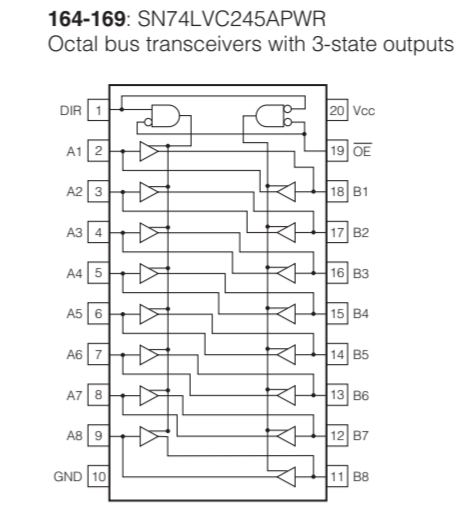 164-169: SN74LVC245APWR
Octal bus transceivers with 3-state outputs
DIR 1 20 Vcc
A1 2 19 O̅E̅
A2 3 18 B1
A3 4 17 B2
A4 5 16 B3
A5 6 15 B4
A6 7 14 B5
A7 8 13 B6
A8 9 12 B7
GND 10 11 B8